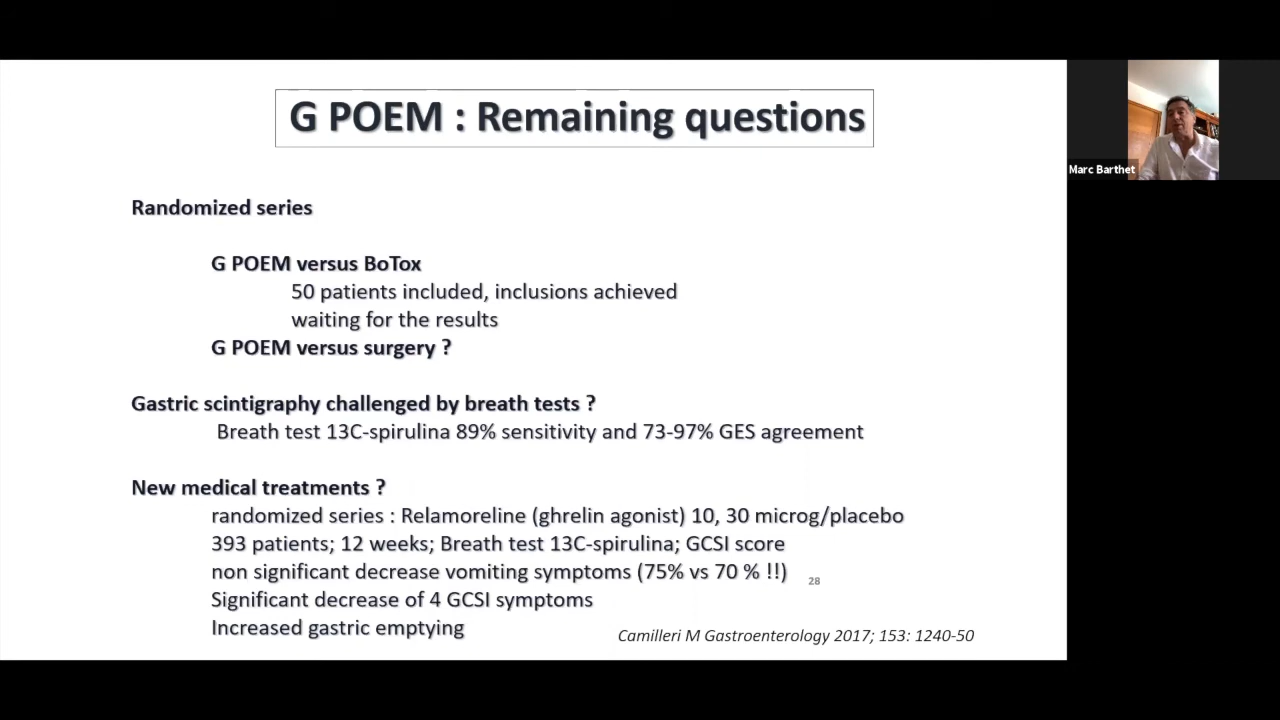 G POEM : Remaining questions
Marc Barthet
Randomized series
G POEM versus BoTox
50 patients included, inclusions achieved
waiting for the results
G POEM versus surgery ?
Gastric scintigraphy challenged by breath tests ?
Breath test 13C-spirulina 89% sensitivity and 73-97% GES agreement
New medical treatments ?
randomized series : Relamoreline (ghrelin agonist) 10, 30 microg/placebo
393 patients; 12 weeks; Breath test 13C-spirulina; GCSI score
non significant decrease vomiting symptoms (75% vs 70 % !!)
28
Significant decrease of 4 GCSI symptoms
Increased gastric emptying
Camilleri M Gastroenterology 2017; 153: 1240-50